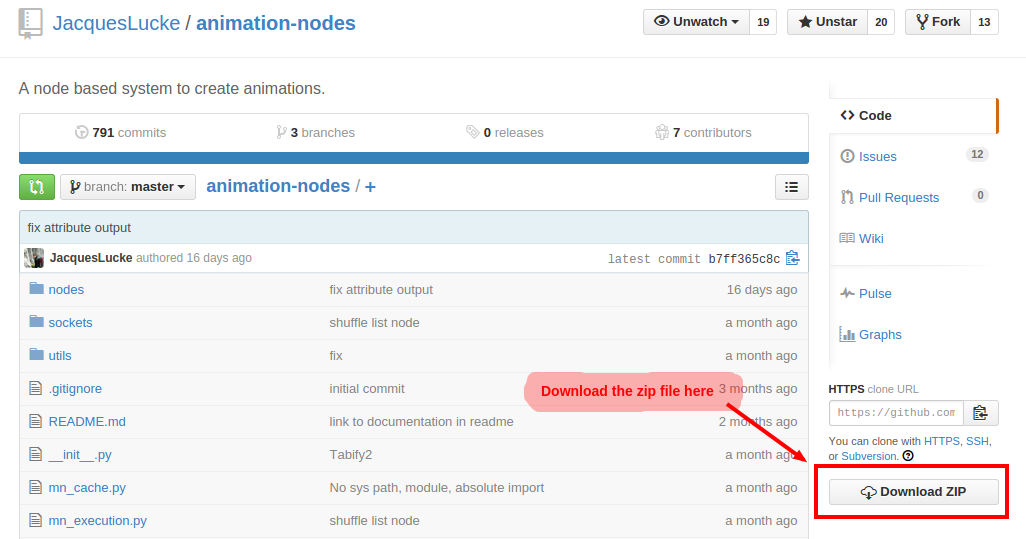 JacquesLucke / animation-nodes
Unwatch 19 Unstar 20 Fork 13
A node based system to create animations.
791 commits 3 branches 0 releases 7 contributors
branch: master animation-nodes / +
fix attribute output
JacquesLucke authored 16 days ago latest commit b7ff365c8c
nodes fix attribute output 16 days ago
sockets shuffle list node a month ago
utils fix a month ago
.gitignore initial commit 3 months ago
Download the zip file here
README.md link to documentation in readme 2 months ago
__init__.py Tabify2 a month ago
mn_cache.py No sys path, module, absolute import a month ago
mn_execution.py shuffle list node a month ago
Code
Issues 12
Pull Requests 0
Wiki
Pulse
Graphs
HTTPS clone URL
https://github.com
You can clone with HTTPS, SSH,
or Subversion.
Download ZIP